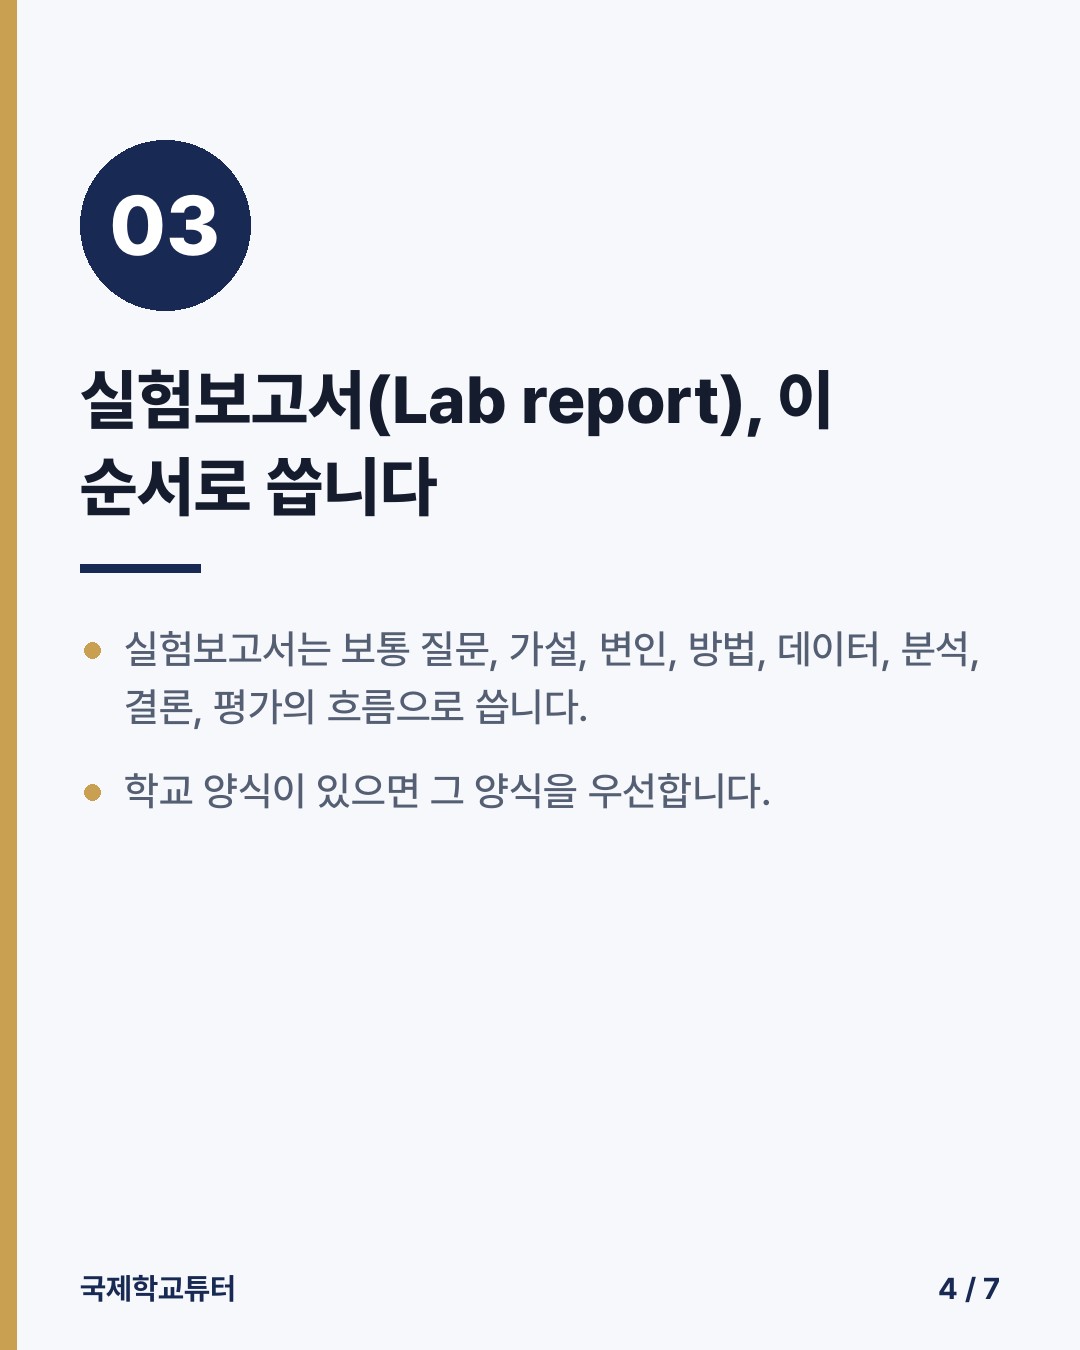 03
실험보고서(Lab report), 이
순서로 씁니다
실험보고서는 보통 질문, 가설, 변인, 방법, 데이터, 분석,
결론, 평가의 흐름으로 씁니다.
학교 양식이 있으면 그 양식을 우선합니다.
국제학교튜터
4 / 7